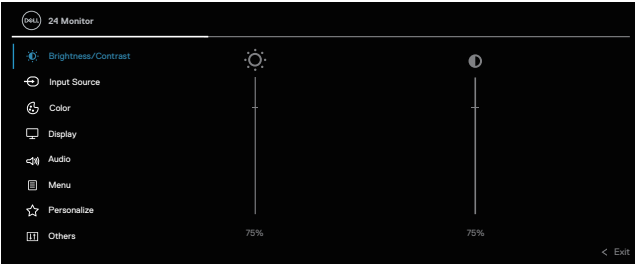 DELL 24 Monitor
Brightness/Contrast
Input Source
Color
Display
Audio
Menu
Personalize
Others
75% 75%
< Exit